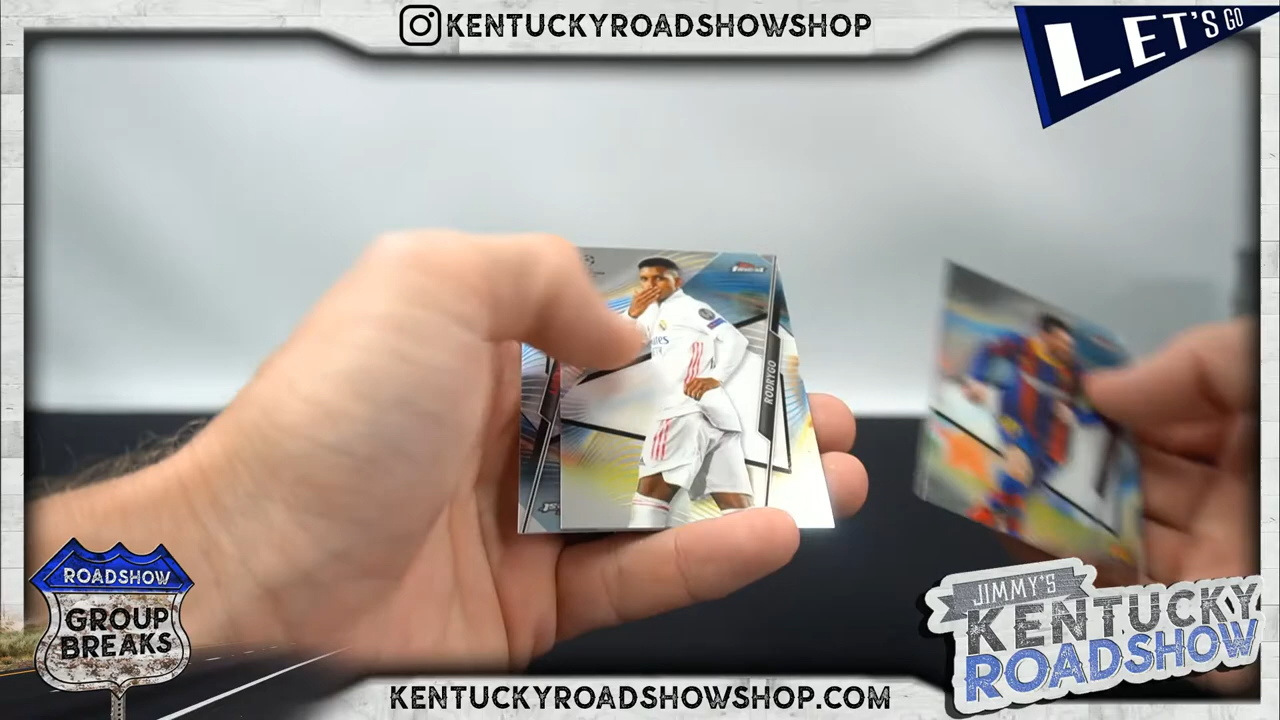 KENTUCKYROADSHOWSHOP
LET'S GO
RODRYGO
ROADSHOW
GROUP
BREAKS
JIMMY'S
KENTUCKY
ROADSHOW
KENTUCKYROADSHOWSHOP.COM